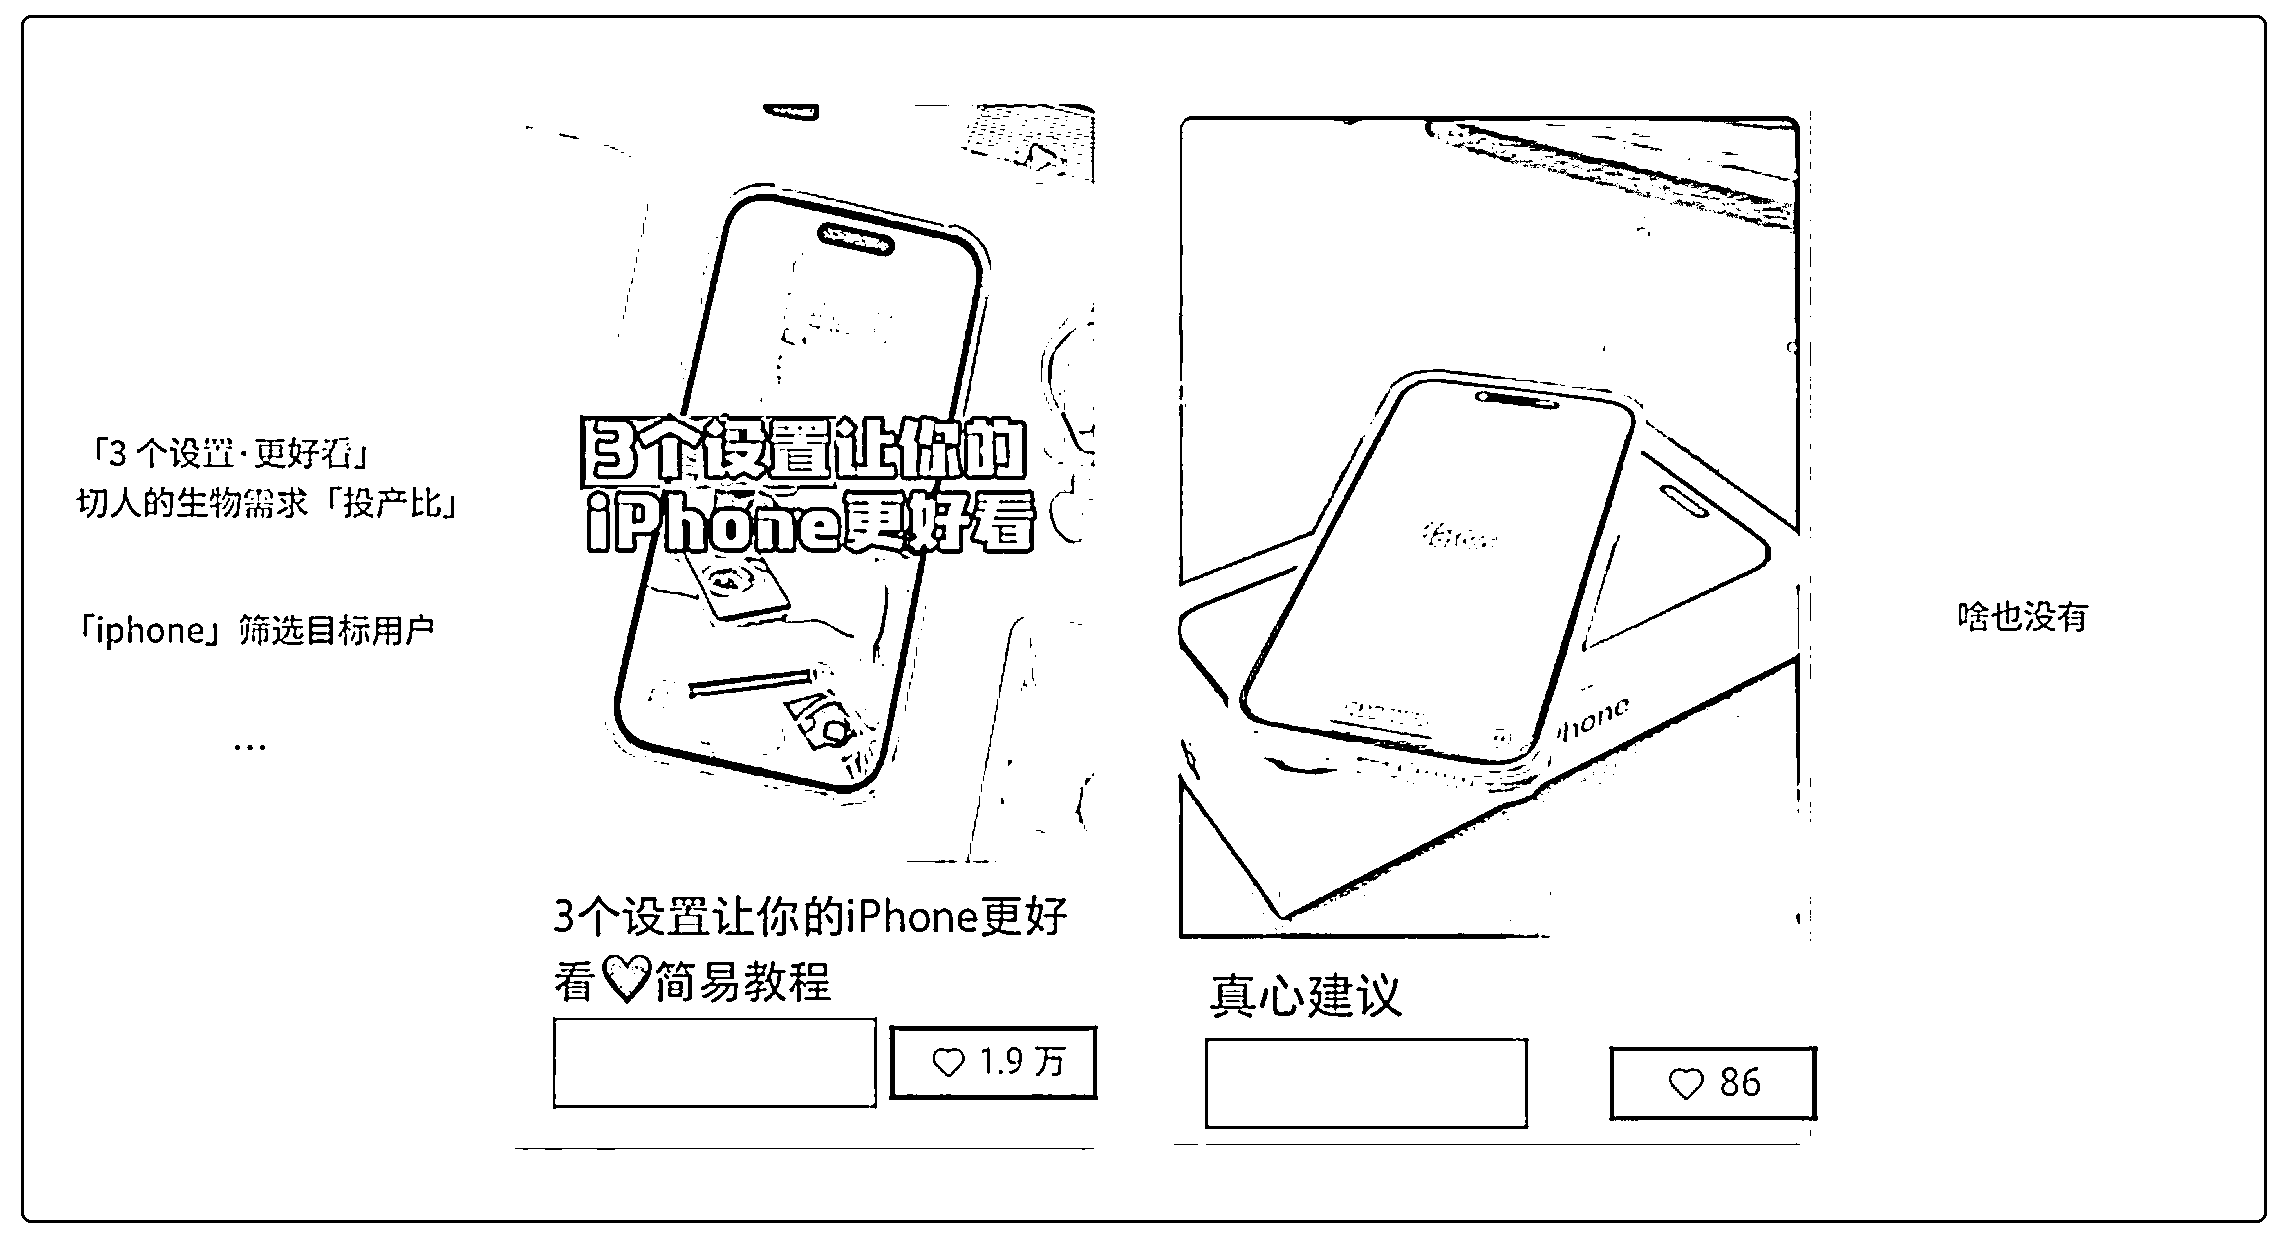 「3 个设置·更好看」
切人的生物需求「投产比」
「iphone」筛选目标用户
...
3个设置让你的
iPhone更好看
3个设置让你的iPhone更好
看♡简易教程
♡ 1.9 万
hone
真心建议
♡ 86
啥也没有